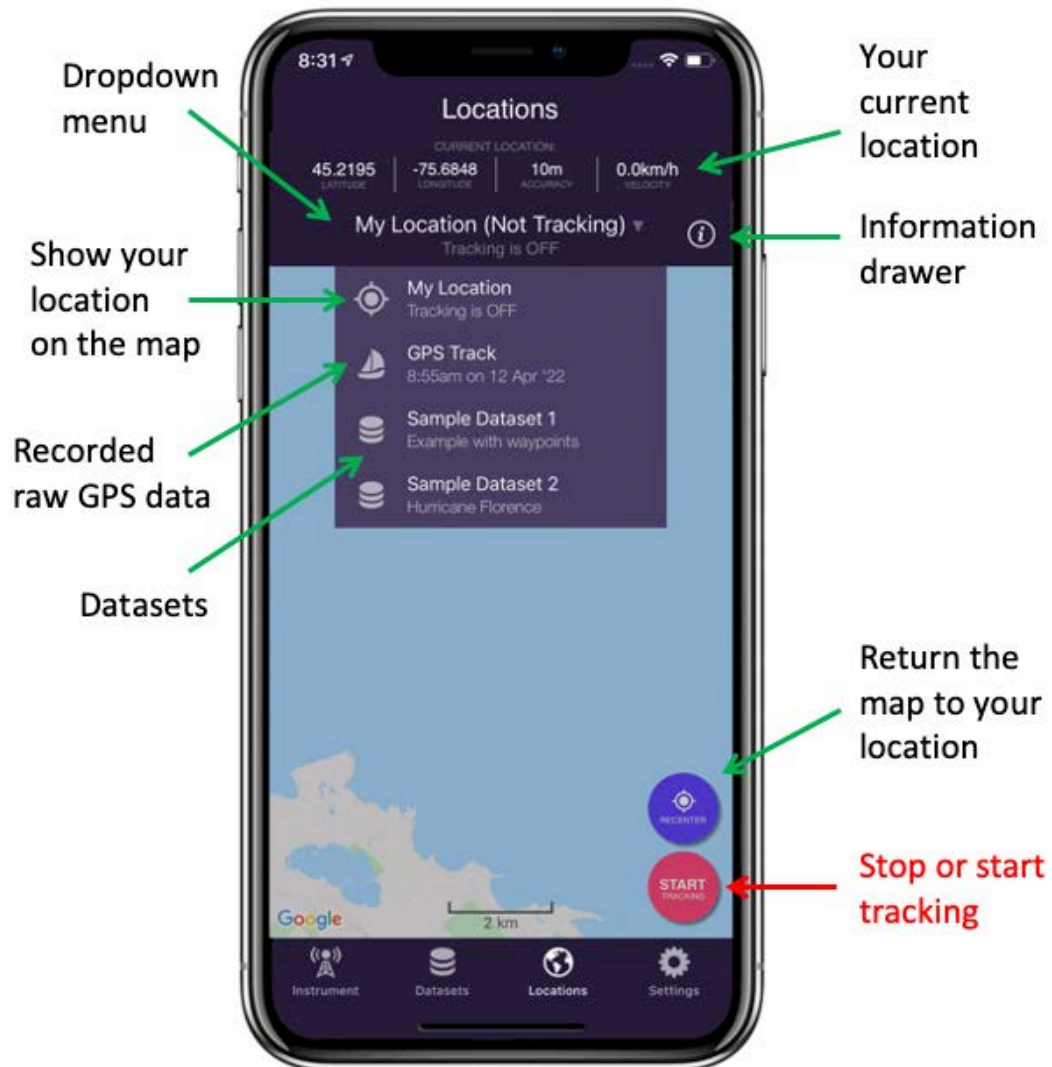 8:31
Locations
CURRENT LOCATION:
45.2195 -75.6848 10m 0.0km/h
LATITUDE LONGITUDE ACCURACY VELOCITY
My Location (Not Tracking)
Tracking is OFF
My Location
Tracking is OFF
GPS Track
8:55am on 12 Apr '22
Sample Dataset 1
Example with waypoints
Sample Dataset 2
Hurricane Florence
RECENTER
START
TRACKING
Google
2 km
Instrument Datasets Locations Settings
Dropdown
menu
Show your
location
on the map
Recorded
raw GPS data
Datasets
Your
current
location
Information
drawer
Return the
map to your
location
Stop or start
tracking